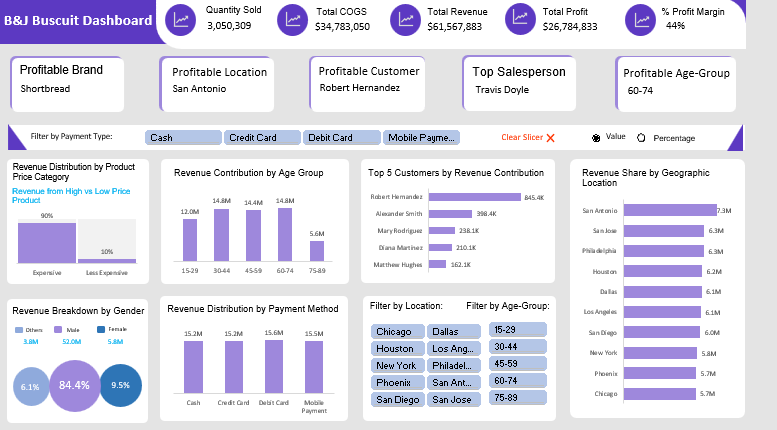 B&J Buscuit Dashboard
Quantity Sold
3,050,309
Total COGS
$34,783,050
Total Revenue
$61,567,883
Total Profit
$26,784,833
% Profit Margin
44%
Profitable Brand
Shortbread
Profitable Location
San Antonio
Profitable Customer
Robert Hernandez
Top Salesperson
Travis Doyle
Profitable Age-Group
60-74
Filter by Payment Type:
Cash
Credit Card
Debit Card
Mobile Payme...
Clear Slicer
Value
Percentage
Revenue Distribution by Product
Price Category
Revenue from High vs Low Price
Product
90%
10%
Expensive
Less Expensive
Revenue Contribution by Age Group
12.0M
14.8M
14.4M
14.8M
5.6M
15-29
30-44
45-59
60-74
75-89
Top 5 Customers by Revenue Contribution
Robert Hernandez
845.4K
Alexander Smith
398.4K
Mary Rodriguez
238.1K
Diana Martinez
210.1K
Matthew Hughes
162.1K
Revenue Share by Geographic
Location
San Antonio
7.3M
San Jose
6.3M
Philadelphia
6.3M
Houston
6.2M
Dallas
6.1M
Los Angeles
6.1M
San Diego
6.0M
New York
5.8M
Phoenix
5.7M
Chicago
5.7M
Revenue Breakdown by Gender
Others
Male
Female
3.8M
52.0M
5.8M
6.1%
84.4%
9.5%
Revenue Distribution by Payment Method
15.2M
15.2M
15.6M
15.5M
Cash
Credit Card
Debit Card
Mobile
Payment
Filter by Location:
Chicago
Dallas
Houston
Los Ang...
New York
Philadel...
Phoenix
San Ant...
San Diego
San Jose
Filter by Age-Group:
15-29
30-44
45-59
60-74
75-89